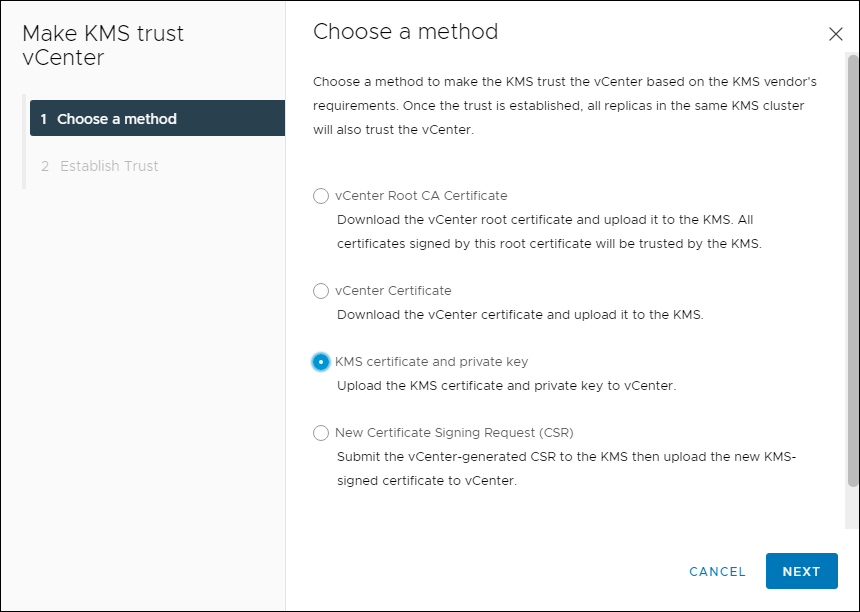 Make KMS trust
vCenter
1 Choose a method
2 Establish Trust
Choose a method
Choose a method to make the KMS trust the vCenter based on the KMS vendor's
requirements. Once the trust is established, all replicas in the same KMS cluster
will also trust the vCenter.
vCenter Root CA Certificate
Download the vCenter root certificate and upload it to the KMS. All
certificates signed by this root certificate will be trusted by the KMS.
vCenter Certificate
Download the vCenter certificate and upload it to the KMS.
KMS certificate and private key
Upload the KMS certificate and private key to vCenter.
New Certificate Signing Request (CSR)
Submit the vCenter-generated CSR to the KMS then upload the new KMS-
signed certificate to vCenter.
CANCEL
NEXT